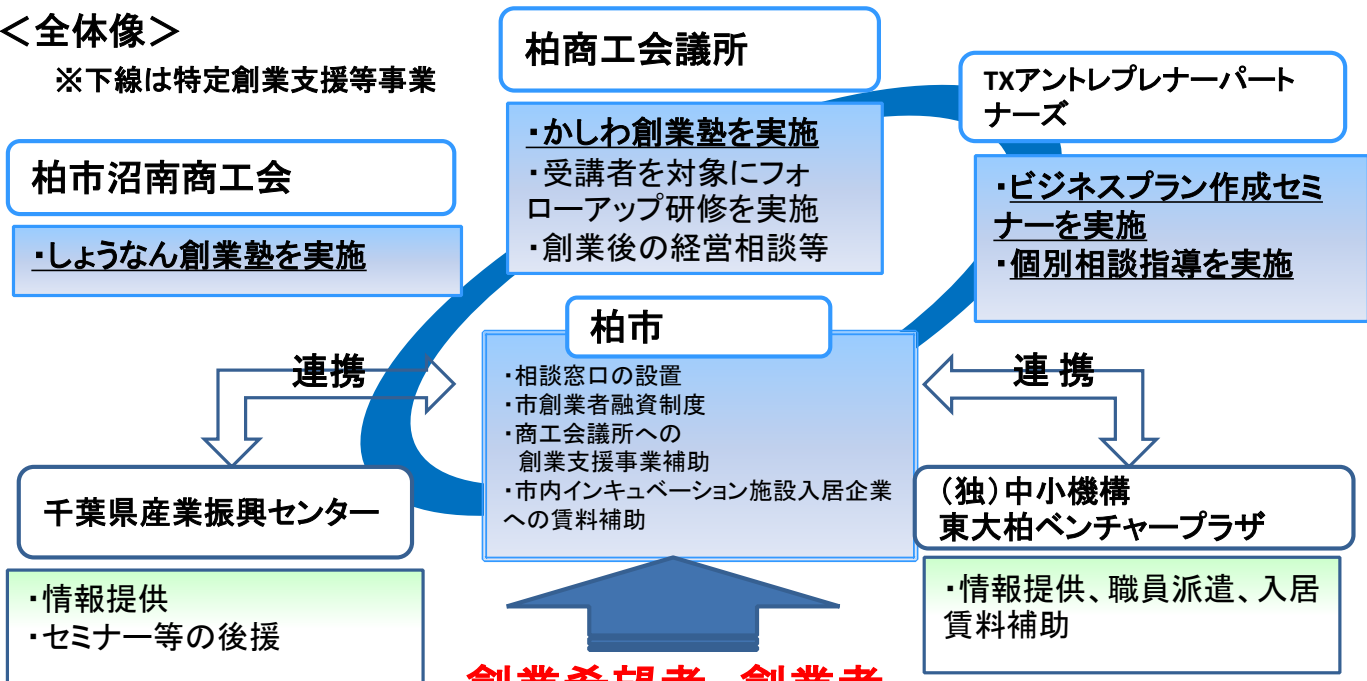 ＜全体像＞
※下線は特定創業支援等事業
柏商工会議所
・かしわ創業塾を実施
・受講者を対象にフォ
ローアップ研修を実施
・創業後の経営相談等
TXアントレプレナーパート
ナーズ
・ビジネスプラン作成セミ
ナーを実施
・個別相談指導を実施
柏市沼南商工会
・しょうなん創業塾を実施
柏市
・相談窓口の設置
・市創業者融資制度
・商工会議所への
創業支援事業補助
・市内インキュベーション施設入居企業
への賃料補助
連携
連 携
千葉県産業振興センター
・情報提供
・セミナー等の後援
（独）中小機構
東大柏ベンチャープラザ
・情報提供、職員派遣、入居
賃料補助
創業希望者 創業者